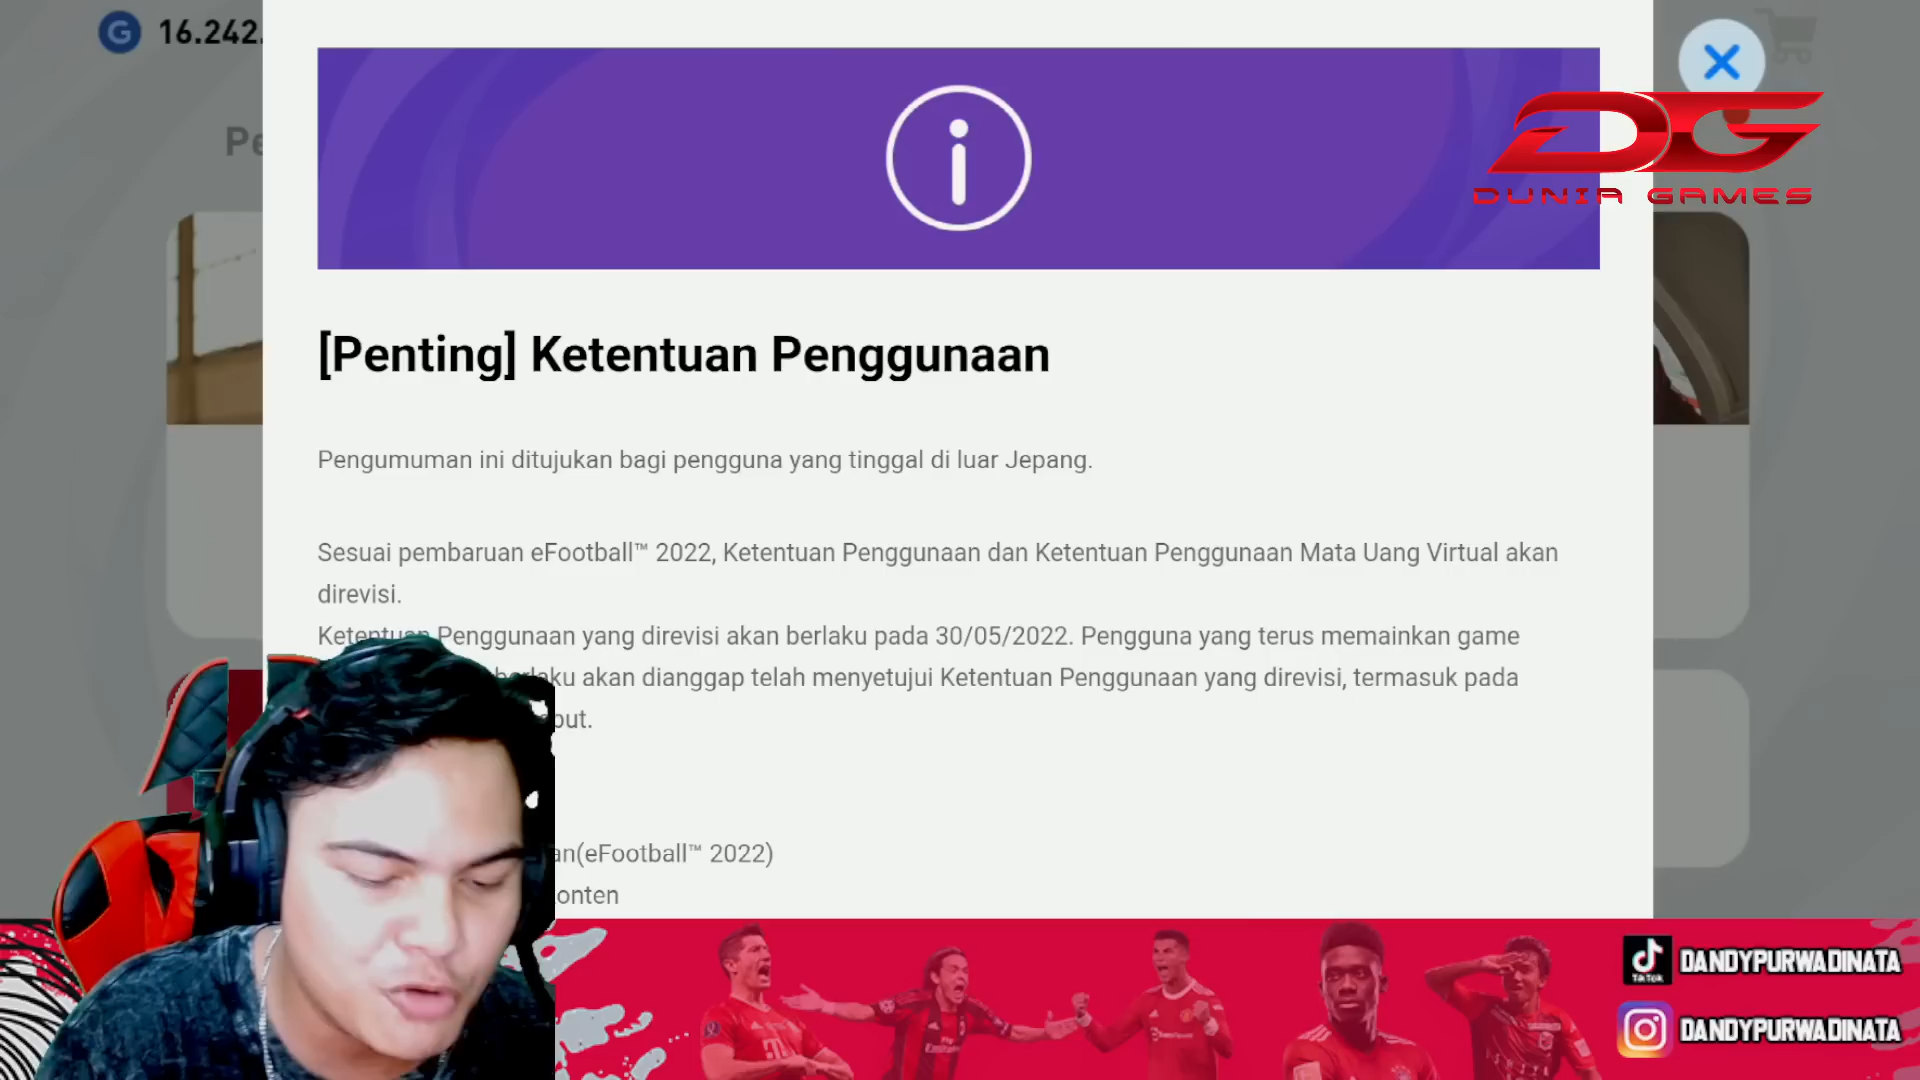 16.242.
DUNIA GAMES
[Penting] Ketentuan Penggunaan
Pengumuman ini ditujukan bagi pengguna yang tinggal di luar Jepang.
Sesuai pembaruan eFootball™ 2022, Ketentuan Penggunaan dan Ketentuan Penggunaan Mata Uang Virtual akan
direvisi.
Ketentuan Penggunaan yang direvisi akan berlaku pada 30/05/2022. Pengguna yang terus memainkan game
akan dianggap telah menyetujui Ketentuan Penggunaan yang direvisi, termasuk pada
(eFootball™ 2022)
TikTok
DANDYPURWADINATA
DANDYPURWADINATA